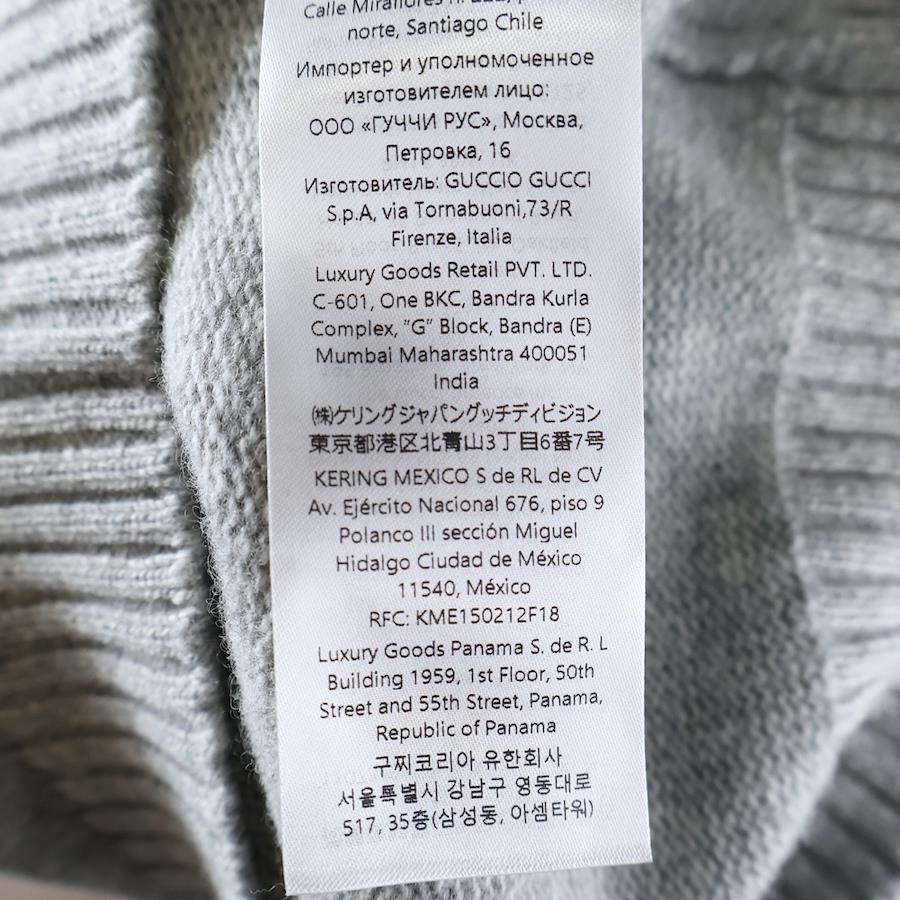 Calle Miraflores
norte, Santiago Chile
Импортер и уполномоченное
изготовителем лицо:
ООО «ГУЧЧИ РУС», Москва,
Петровка, 16
Изготовитель: GUCCIO GUCCI
S.p.A, via Tornabuoni,73/R
Firenze, Italia
Luxury Goods Retail PVT. LTD.
C-601, One BKC, Bandra Kurla
Complex, "G" Block, Bandra (E)
Mumbai Maharashtra 400051
India
㈱ケリングジャパングッチディビジョン
東京都港区北青山3丁目6番7号
KERING MEXICO S de RL de CV
Av. Ejército Nacional 676, piso 9
Polanco III sección Miguel
Hidalgo Ciudad de México
11540, México
RFC: KME150212F18
Luxury Goods Panama S. de R. L
Building 1959, 1st Floor, 50th
Street and 55th Street, Panama,
Republic of Panama
구찌코리아 유한회사
서울특별시 강남구 영동대로
517, 35층(삼성동, 아셈타워)